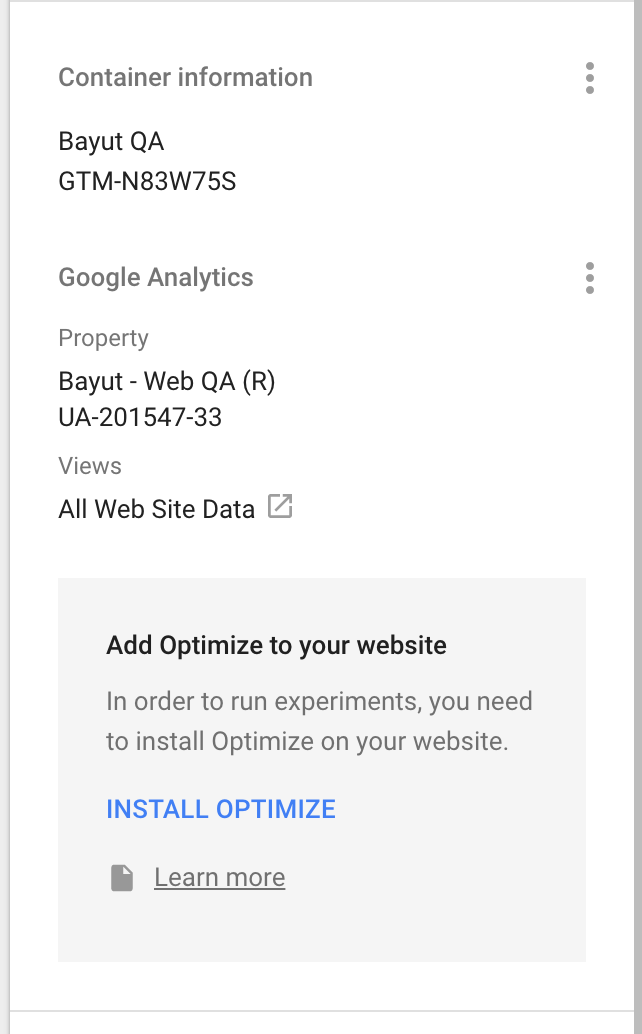 Container information
Bayut QA
GTM-N83W75S
Google Analytics
Property
Bayut - Web QA (R)
UA-201547-33
Views
All Web Site Data
Add Optimize to your website
In order to run experiments, you need
to install Optimize on your website.
INSTALL OPTIMIZE
Learn more